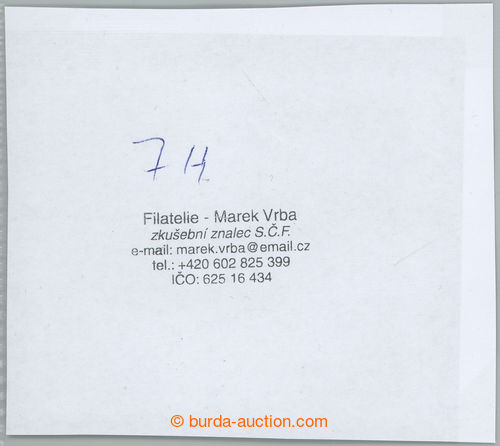 7 H
Filatelie - Marek Vrba
zkušební znalec S.Č.F.
e-mail: marek.vrba@email.cz
tel.: +420 602 825 399
IČO: 625 16 434
© burda-auction.com